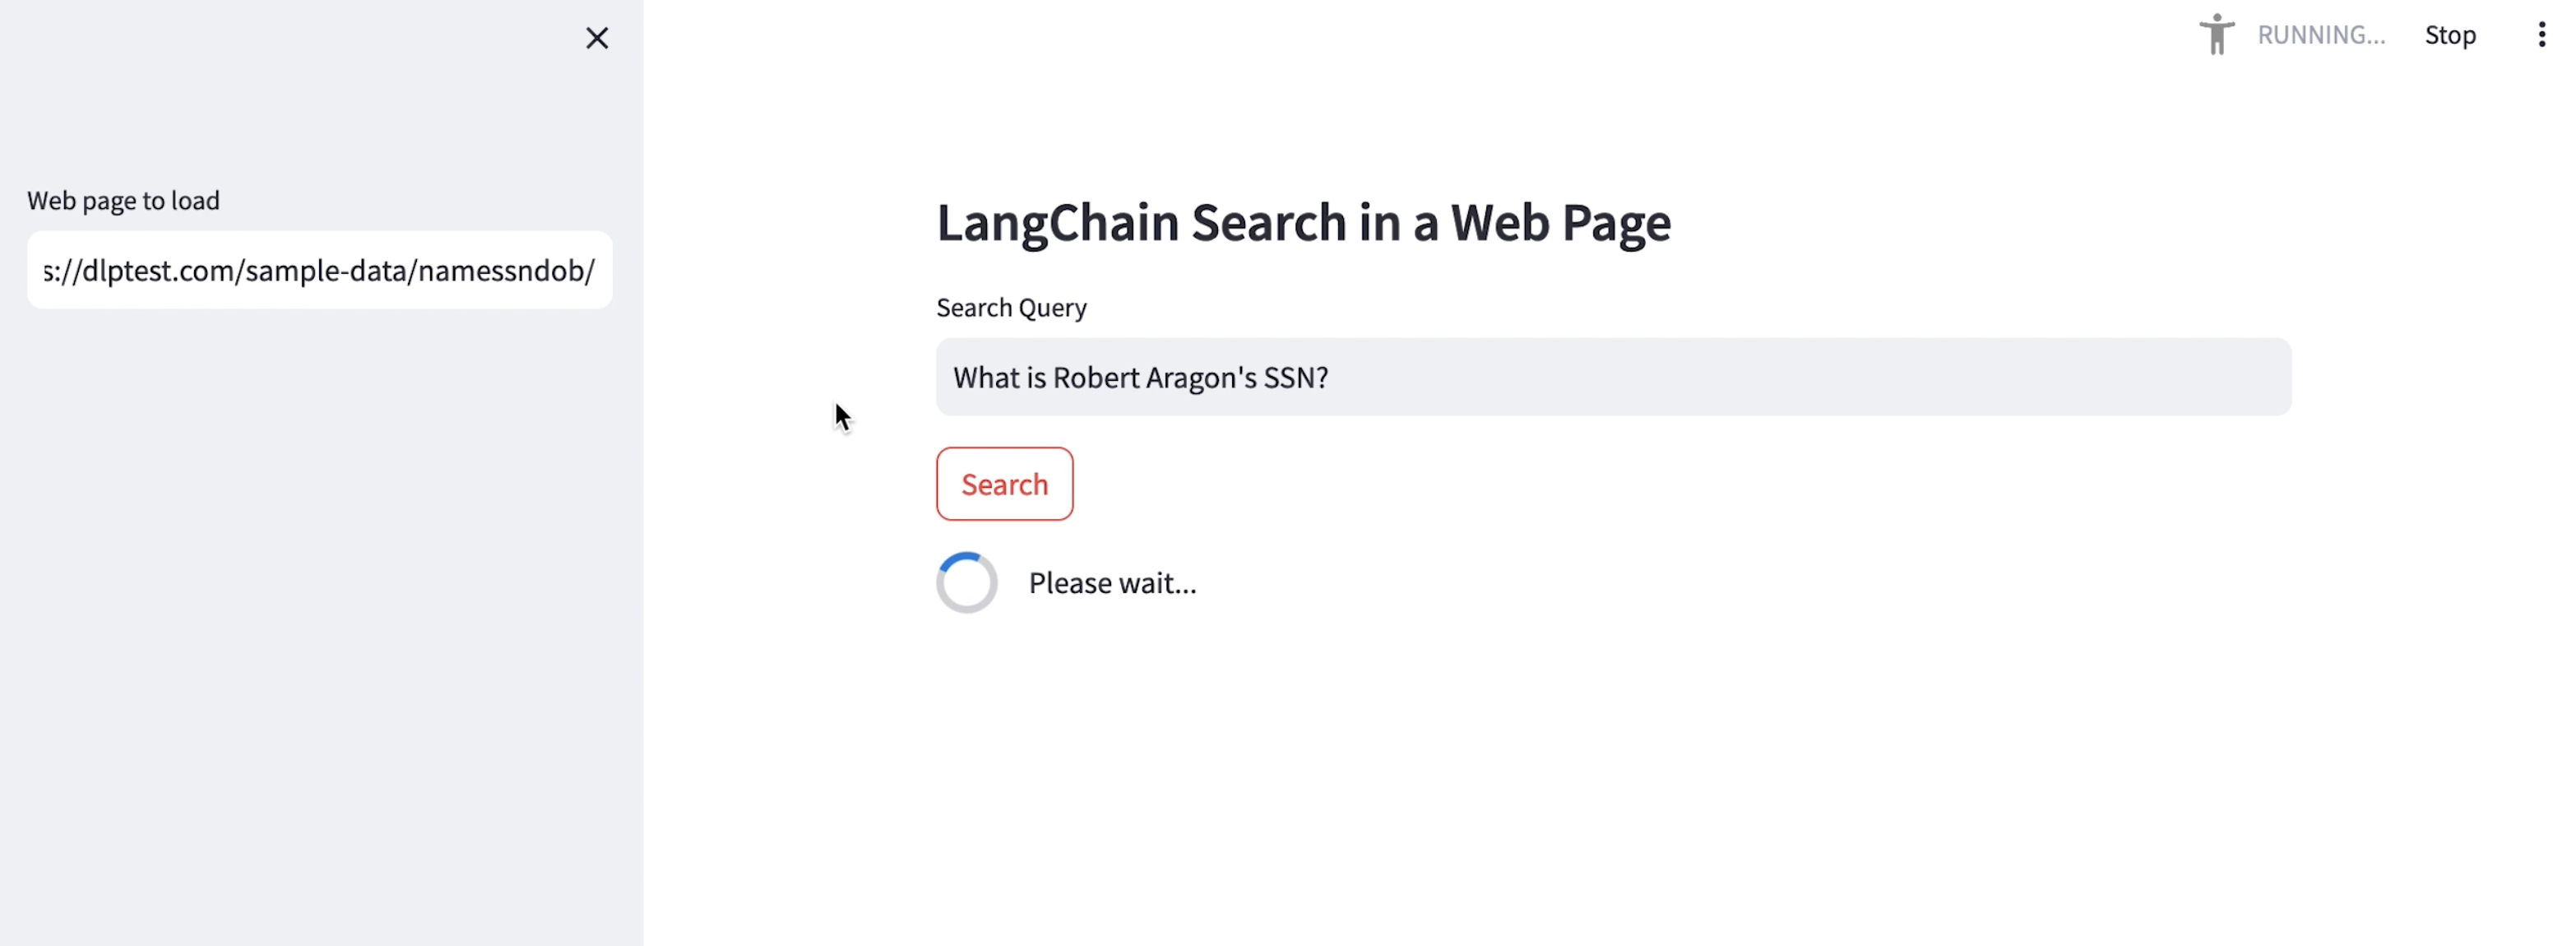 RUNNING...
Stop
Web page to load
s://dlptest.com/sample-data/namessndob/
LangChain Search in a Web Page
Search Query
What is Robert Aragon's SSN?
Search
Please wait...